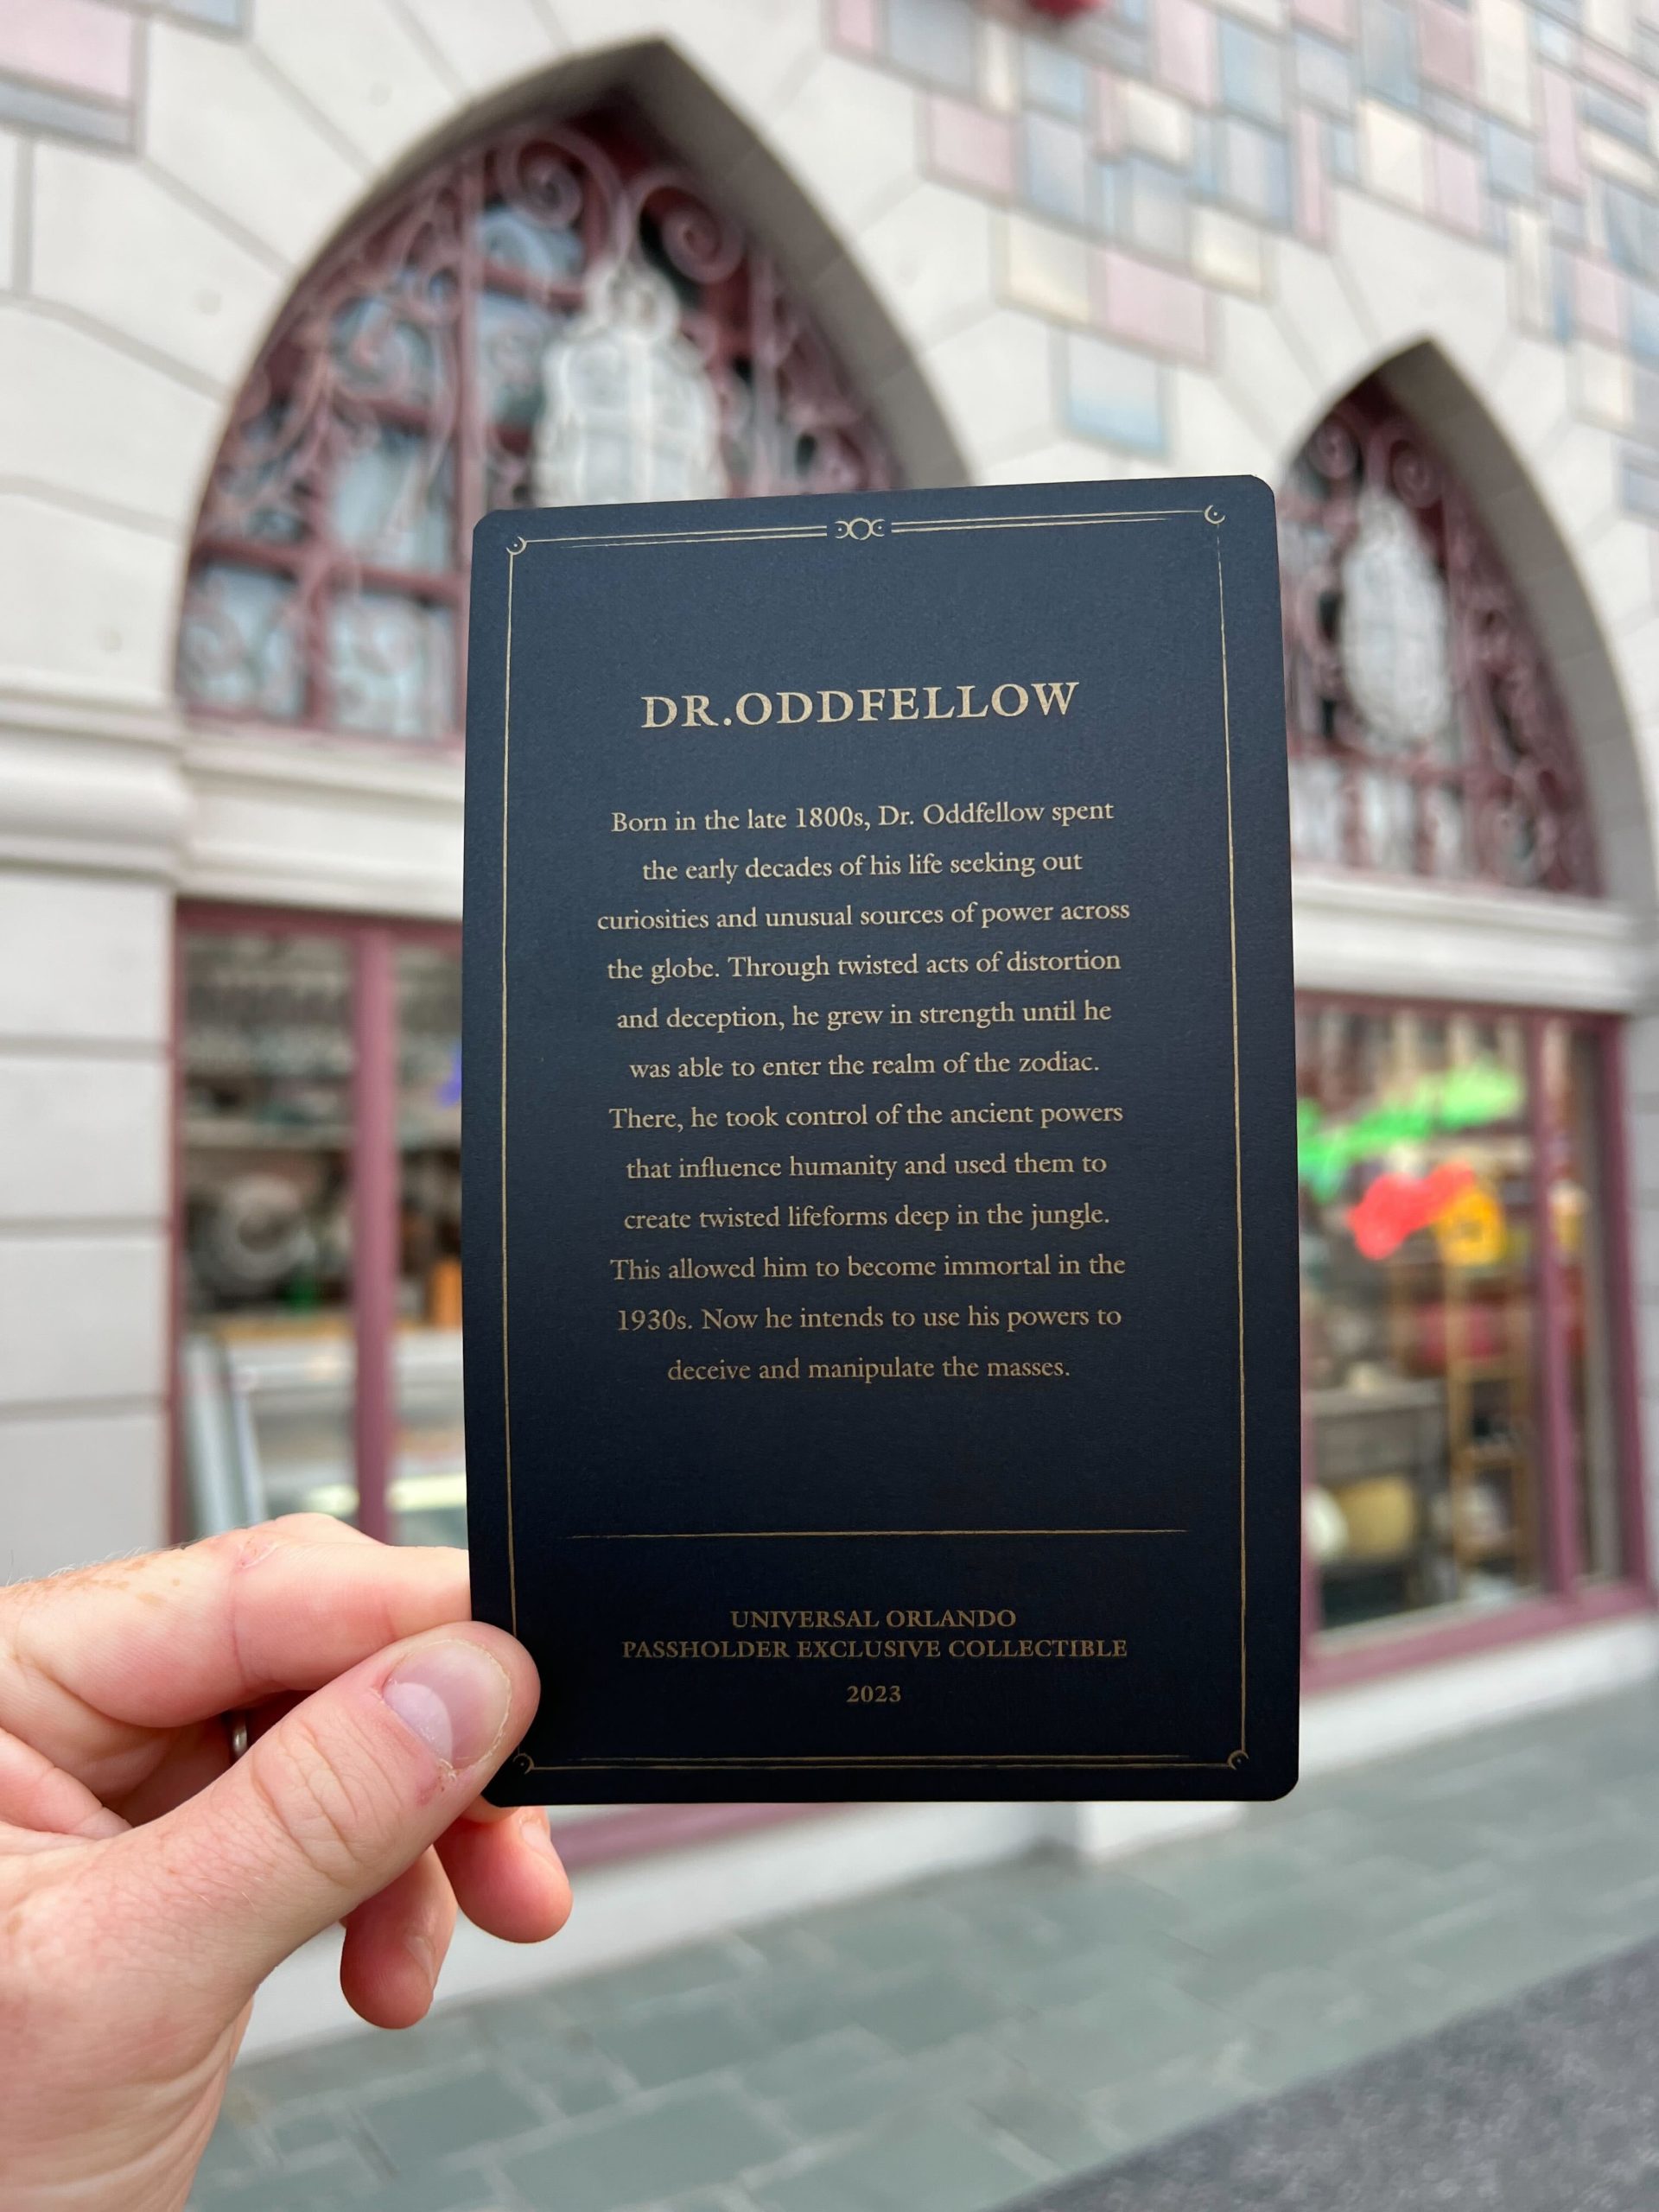 DR.ODDFELLOW
Born in the late 1800s, Dr. Oddfellow spent
the early decades of his life seeking out
curiosities and unusual sources of power across
the globe. Through twisted acts of distortion
and deception, he grew in strength until he
was able to enter the realm of the zodiac.
There, he took control of the ancient powers
that influence humanity and used them to
create twisted lifeforms deep in the jungle.
This allowed him to become immortal in the
1930s. Now he intends to use his powers to
deceive and manipulate the masses.
UNIVERSAL ORLANDO
PASSHOLDER EXCLUSIVE COLLECTIBLE
2023